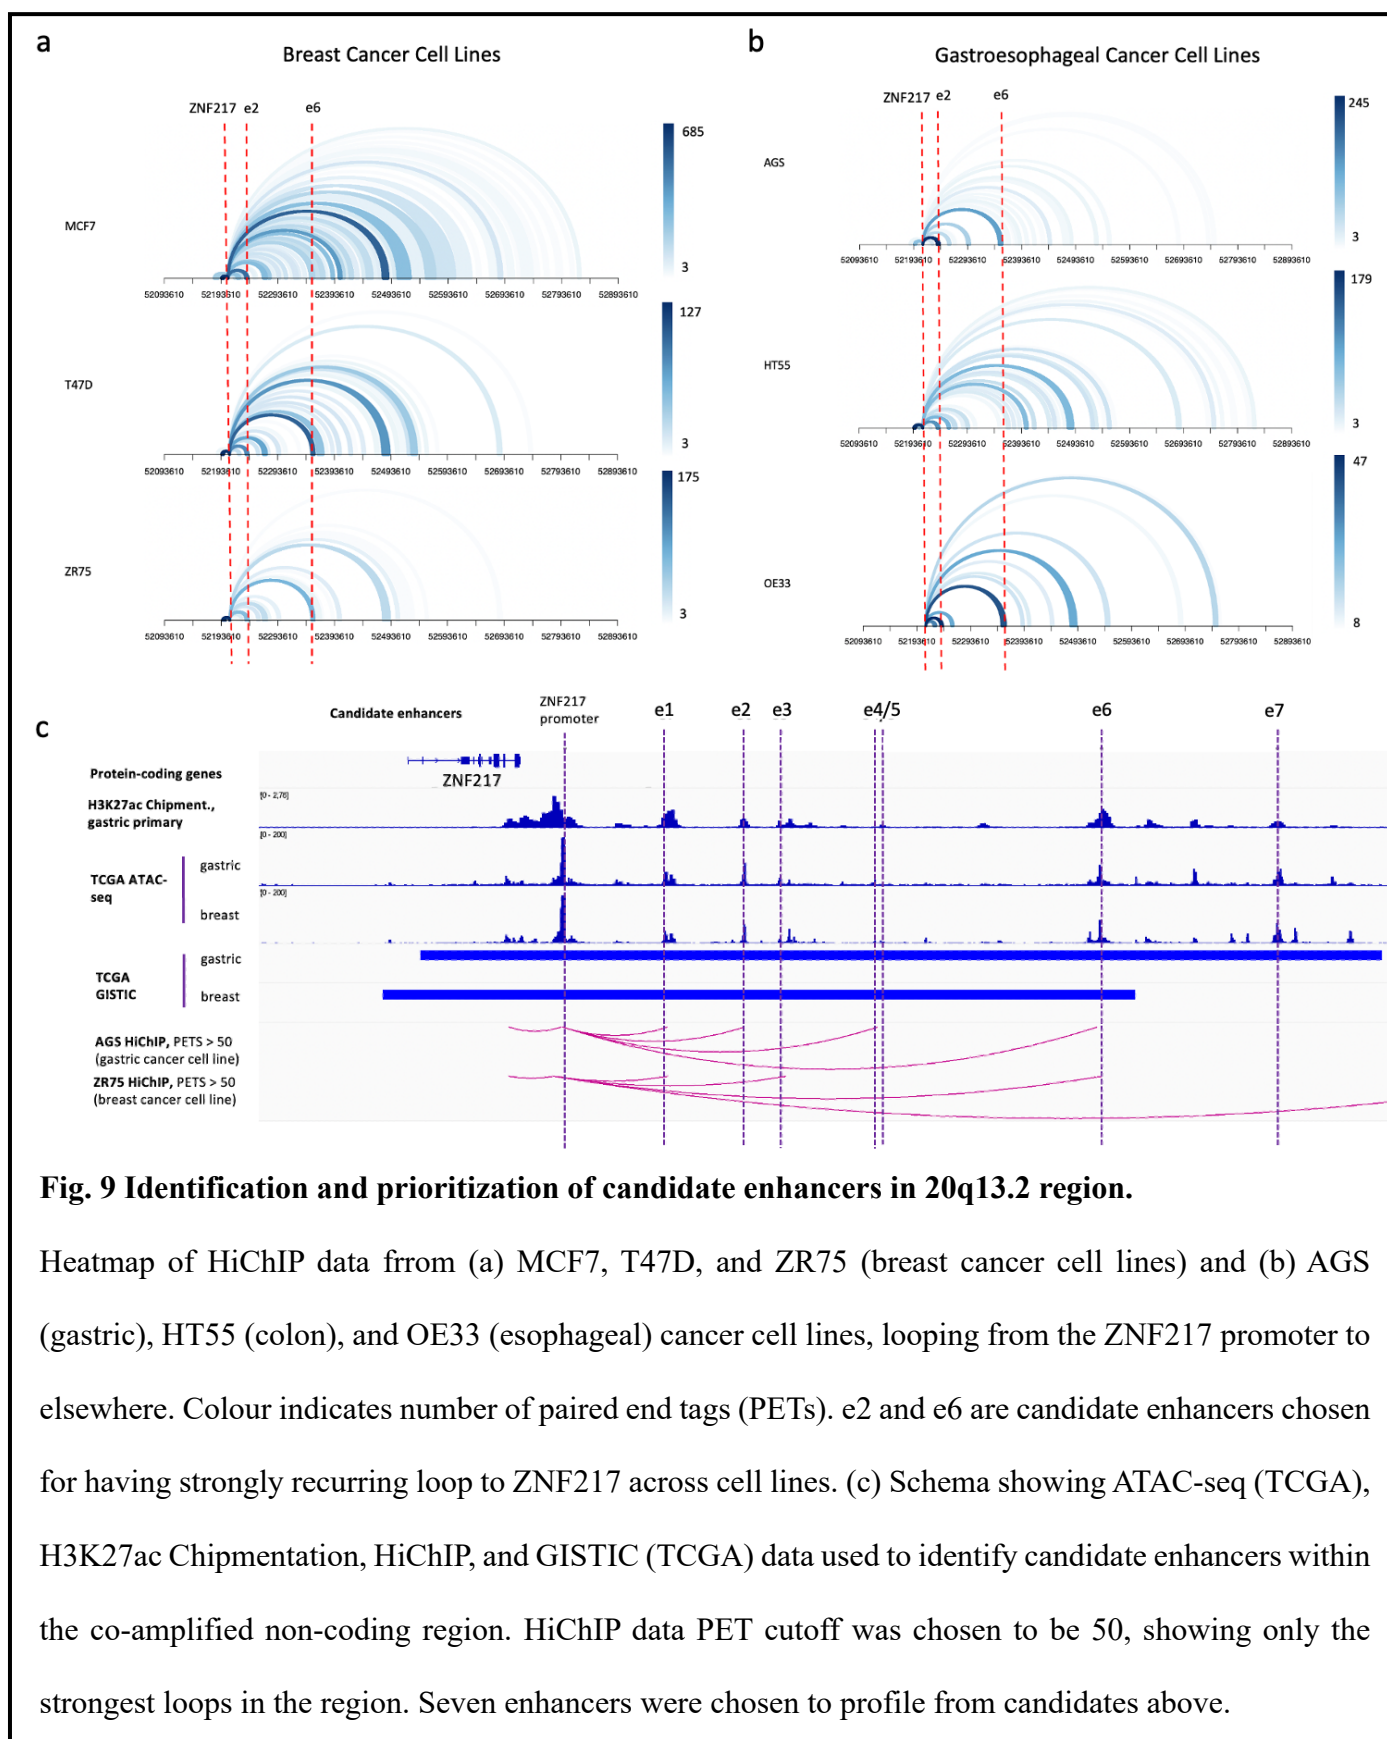 a
Breast Cancer Cell Lines
ZNF217 e2 e6
685
MCF7
3
52093610 52193610 52293610 52393610 52493610 52593610 52693610 52793610 52893610
127
T47D
3
52093610 52193610 52293610 52393610 52493610 52593610 52693610 52793610 52893610
175
ZR75
3
52093610 52193610 52293610 52393610 52493610 52593610 52693610 52793610 52893610
b
Gastroesophageal Cancer Cell Lines
ZNF217 e2 e6
245
AGS
3
52093610 52193610 52293610 52393610 52493610 52593610 52693610 52793610 52893610
179
HT55
3
52093610 52193610 52293610 52393610 52493610 52593610 52693610 52793610 52893610
47
OE33
8
52093610 52193610 52293610 52393610 52493610 52593610 52693610 52793610 52893610
c
Candidate enhancers
ZNF217
promoter
e1 e2 e3 e4/5 e6 e7
Protein-coding genes
ZNF217
H3K27ac Chipment.,
gastric primary
[0 - 2,78]
[0 - 200]
TCGA ATAC-
seq
gastric
[0 - 200]
breast
TCGA
GISTIC
gastric
breast
AGS HiChIP, PETS > 50
(gastric cancer cell line)
ZR75 HiChIP, PETS > 50
(breast cancer cell line)
Fig. 9 Identification and prioritization of candidate enhancers in 20q13.2 region.
Heatmap of HiChIP data frrom (a) MCF7, T47D, and ZR75 (breast cancer cell lines) and (b) AGS
(gastric), HT55 (colon), and OE33 (esophageal) cancer cell lines, looping from the ZNF217 promoter to
elsewhere. Colour indicates number of paired end tags (PETs). e2 and e6 are candidate enhancers chosen
for having strongly recurring loop to ZNF217 across cell lines. (c) Schema showing ATAC-seq (TCGA),
H3K27ac Chipmentation, HiChIP, and GISTIC (TCGA) data used to identify candidate enhancers within
the co-amplified non-coding region. HiChIP data PET cutoff was chosen to be 50, showing only the
strongest loops in the region. Seven enhancers were chosen to profile from candidates above.